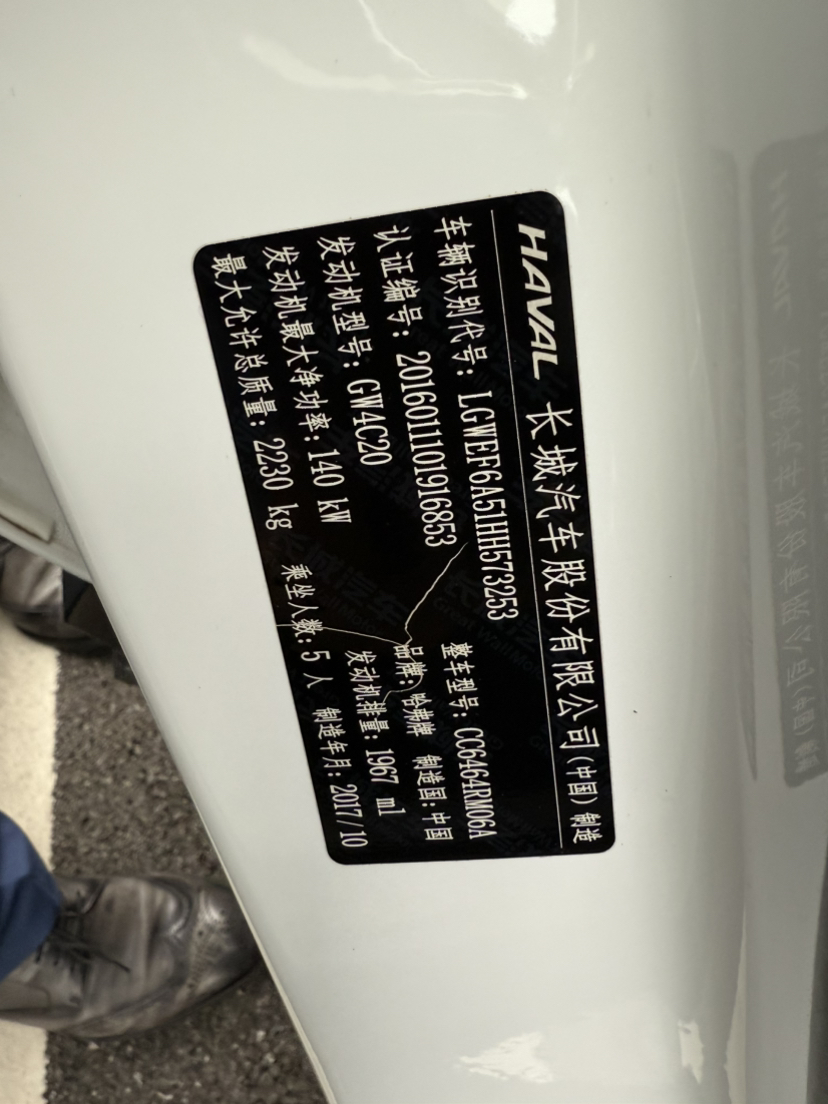 HAVAL 长城汽车股份有限公司(中国) 制造
车辆识别代号: LGWEF6A51HH573253 整车型号: CC6464RM06A
认证编号: 2016011101916853 品牌: 哈弗牌 制造国: 中国
发动机型号: GW4C20 发动机排量: 1967 ml
发动机最大净功率: 140 kW 乘坐人数: 5 人 制造年月: 2017/10
最大允许总质量: 2230 kg